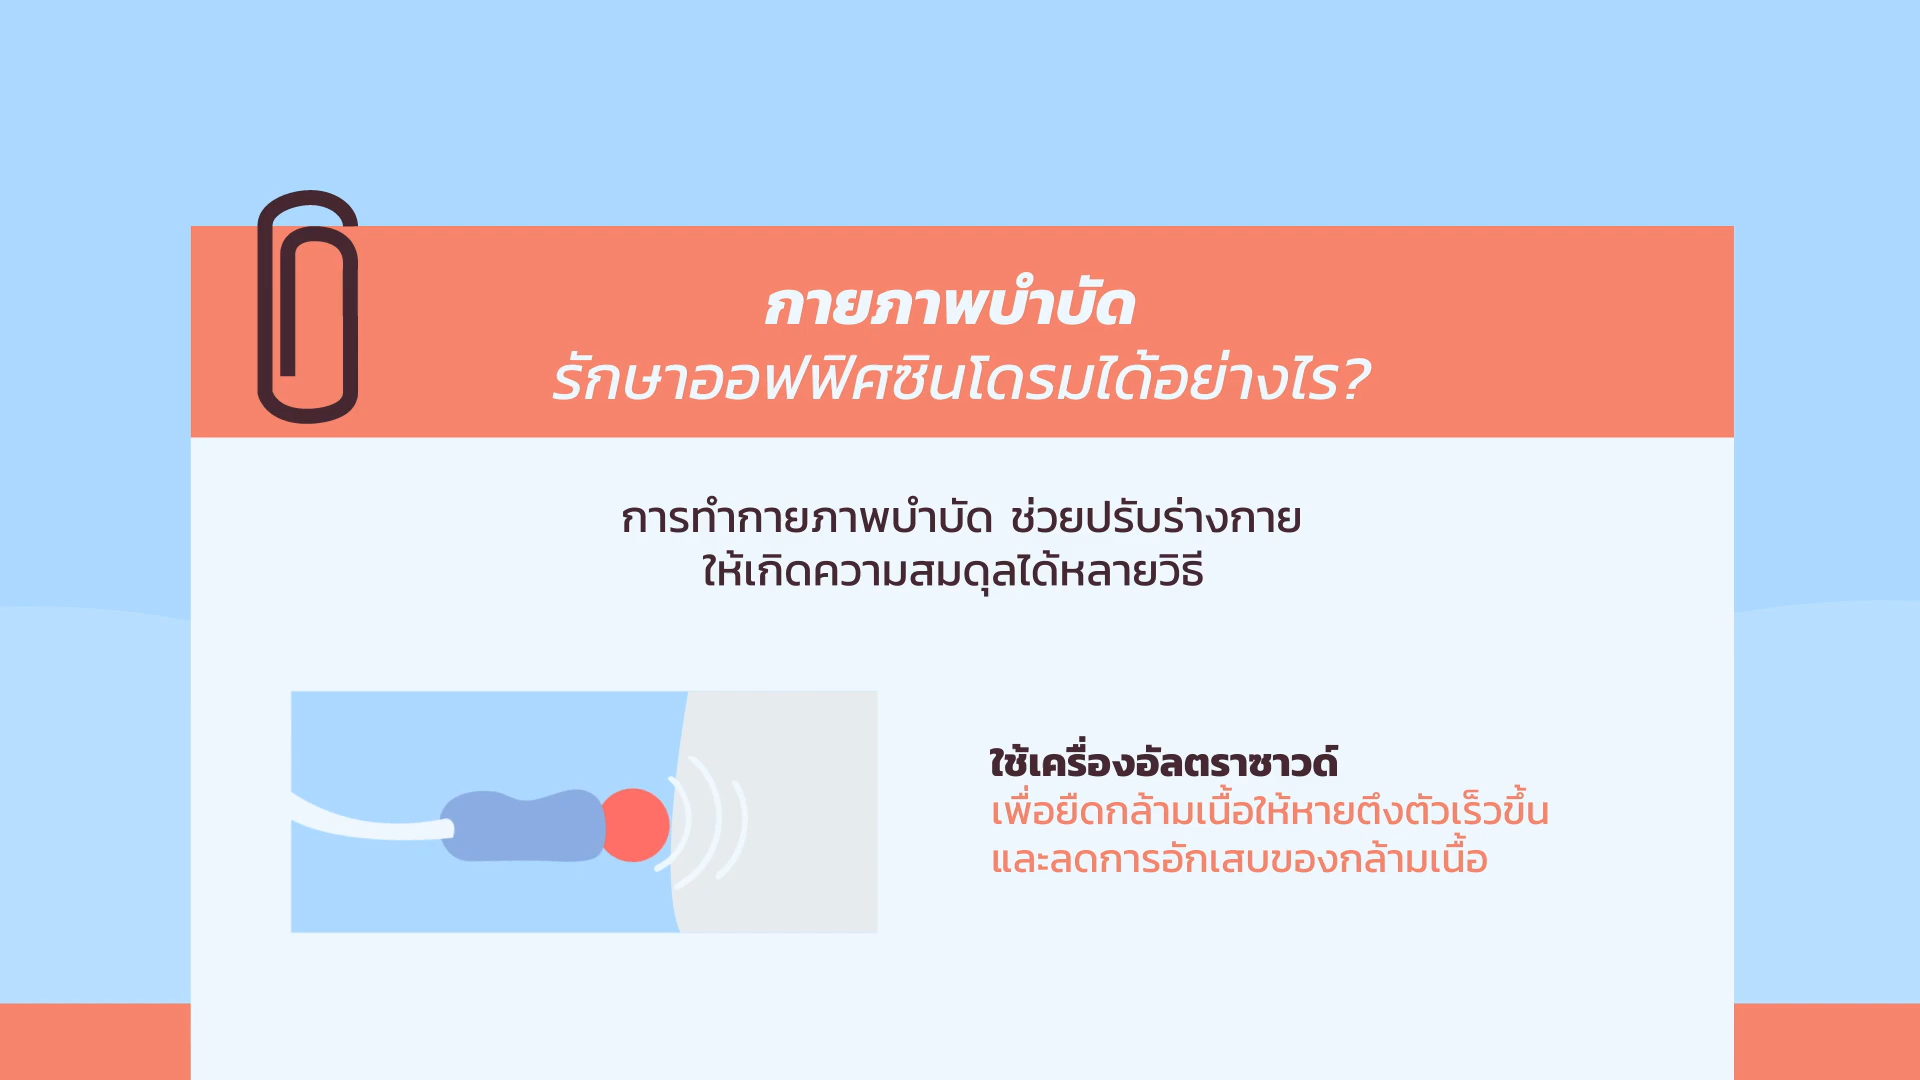 กายภาพบำบัด
รักษาออฟฟิศซินโดรมได้อย่างไร?
การทำกายภาพบำบัด ช่วยปรับร่างกาย
ให้เกิดความสมดุลได้หลายวิธี
ใช้เครื่องอัลตราซาวด์
เพื่อยืดกล้ามเนื้อให้หายตึงตัวเร็วขึ้น
และลดการอักเสบของกล้ามเนื้อ